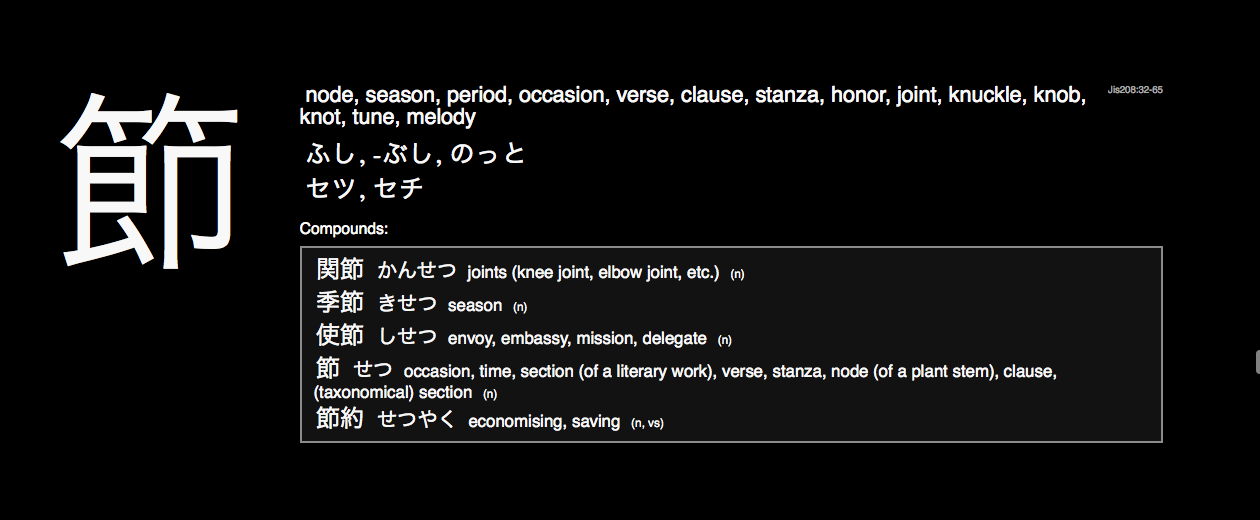 節
node, season, period, occasion, verse, clause, stanza, honor, joint, knuckle, knob,
knot, tune, melody
Jis208:32-65
ふし, -ぶし, のっと
セツ, セチ
Compounds:
関節 かんせつ joints (knee joint, elbow joint, etc.) (n)
季節 きせつ season (n)
使節 しせつ envoy, embassy, mission, delegate (n)
節 せつ occasion, time, section (of a literary work), verse, stanza, node (of a plant stem), clause,
(taxonomical) section (n)
節約 せつやく economising, saving (n, vs)